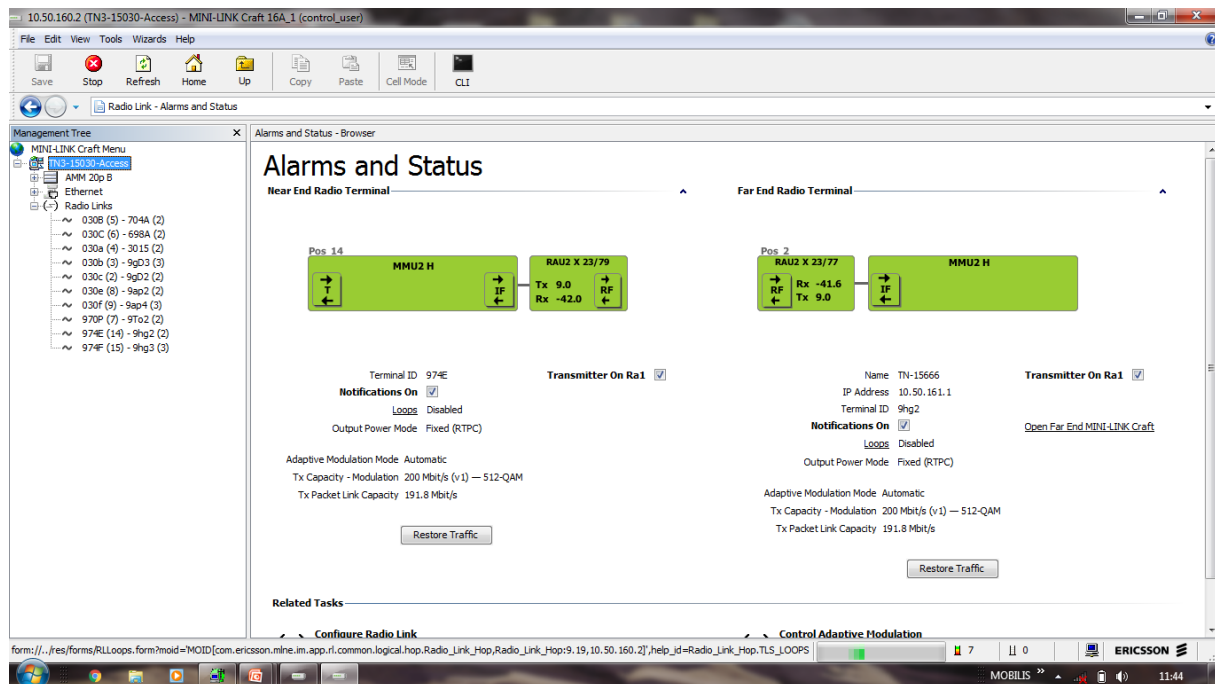 10.50.160.2 (TN3-15030-Access) - MINI-LINK Craft 16A_1 (control_user)
File Edit View Tools Wizards Help
Save Stop Refresh Home Up Copy Paste Cell Mode CLI
Radio Link - Alarms and Status
Management Tree X
MINI-LINK Craft Menu
TN3-15030-Access
AMM 20p B
Ethernet
Radio Links
030B (5) - 704A (2)
030C (6) - 698A (2)
030a (4) - 3015 (2)
030b (3) - 9gD3 (3)
030c (2) - 9gD2 (2)
030e (8) - 9ap2 (2)
030f (9) - 9ap4 (3)
970P (7) - 9To2 (2)
974E (14) - 9hg2 (2)
974F (15) - 9hg3 (3)
Alarms and Status - Browser
Alarms and Status
Near End Radio Terminal
Pos 14
MMU2 H
RAU2 X 23/79
T
IF
Tx 9.0
Rx -42.0
RF
Terminal ID 974E
Transmitter On Ra1
Notifications On
Loops Disabled
Output Power Mode Fixed (RTPC)
Adaptive Modulation Mode Automatic
Tx Capacity - Modulation 200 Mbit/s (v1) — 512-QAM
Tx Packet Link Capacity 191.8 Mbit/s
Restore Traffic
Far End Radio Terminal
Pos 2
RAU2 X 23/77
MMU2 H
RF
Rx -41.6
Tx 9.0
IF
Name TN-15666
Transmitter On Ra1
IP Address 10.50.161.1
Terminal ID 9hg2
Notifications On
Open Far End MINI-LINK Craft
Loops Disabled
Output Power Mode Fixed (RTPC)
Adaptive Modulation Mode Automatic
Tx Capacity - Modulation 200 Mbit/s (v1) — 512-QAM
Tx Packet Link Capacity 191.8 Mbit/s
Restore Traffic
Related Tasks
Configure Radio Link
Control Adaptive Modulation
form://../res/forms/RLLoops.form?moid='MOID[com.ericsson.mlne.im.app.rl.common.logical.hop.Radio_Link_Hop,Radio_Link_Hop:9.19,10.50.160.2]',help_id=Radio_Link_Hop.TLS_LOOPS
7
0
ERICSSON
MOBILIS
11:44